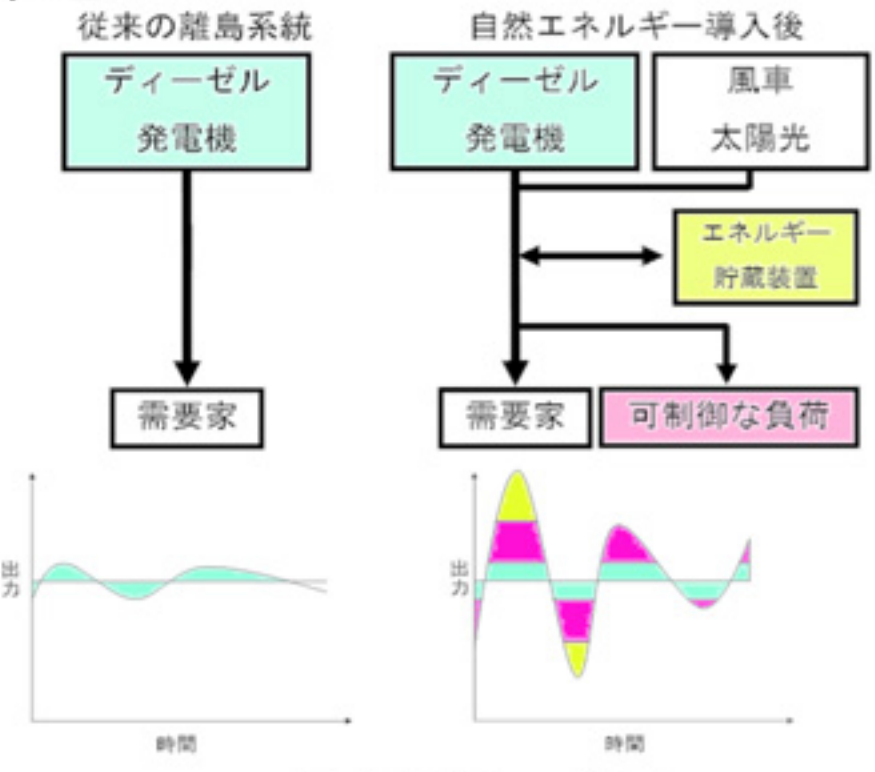 従来の離島系統
ディーゼル
発電機
需要家
出力
時間
自然エネルギー導入後
ディーゼル
発電機
風車
太陽光
エネルギー
貯蔵装置
需要家
可制御な負荷
出力
時間